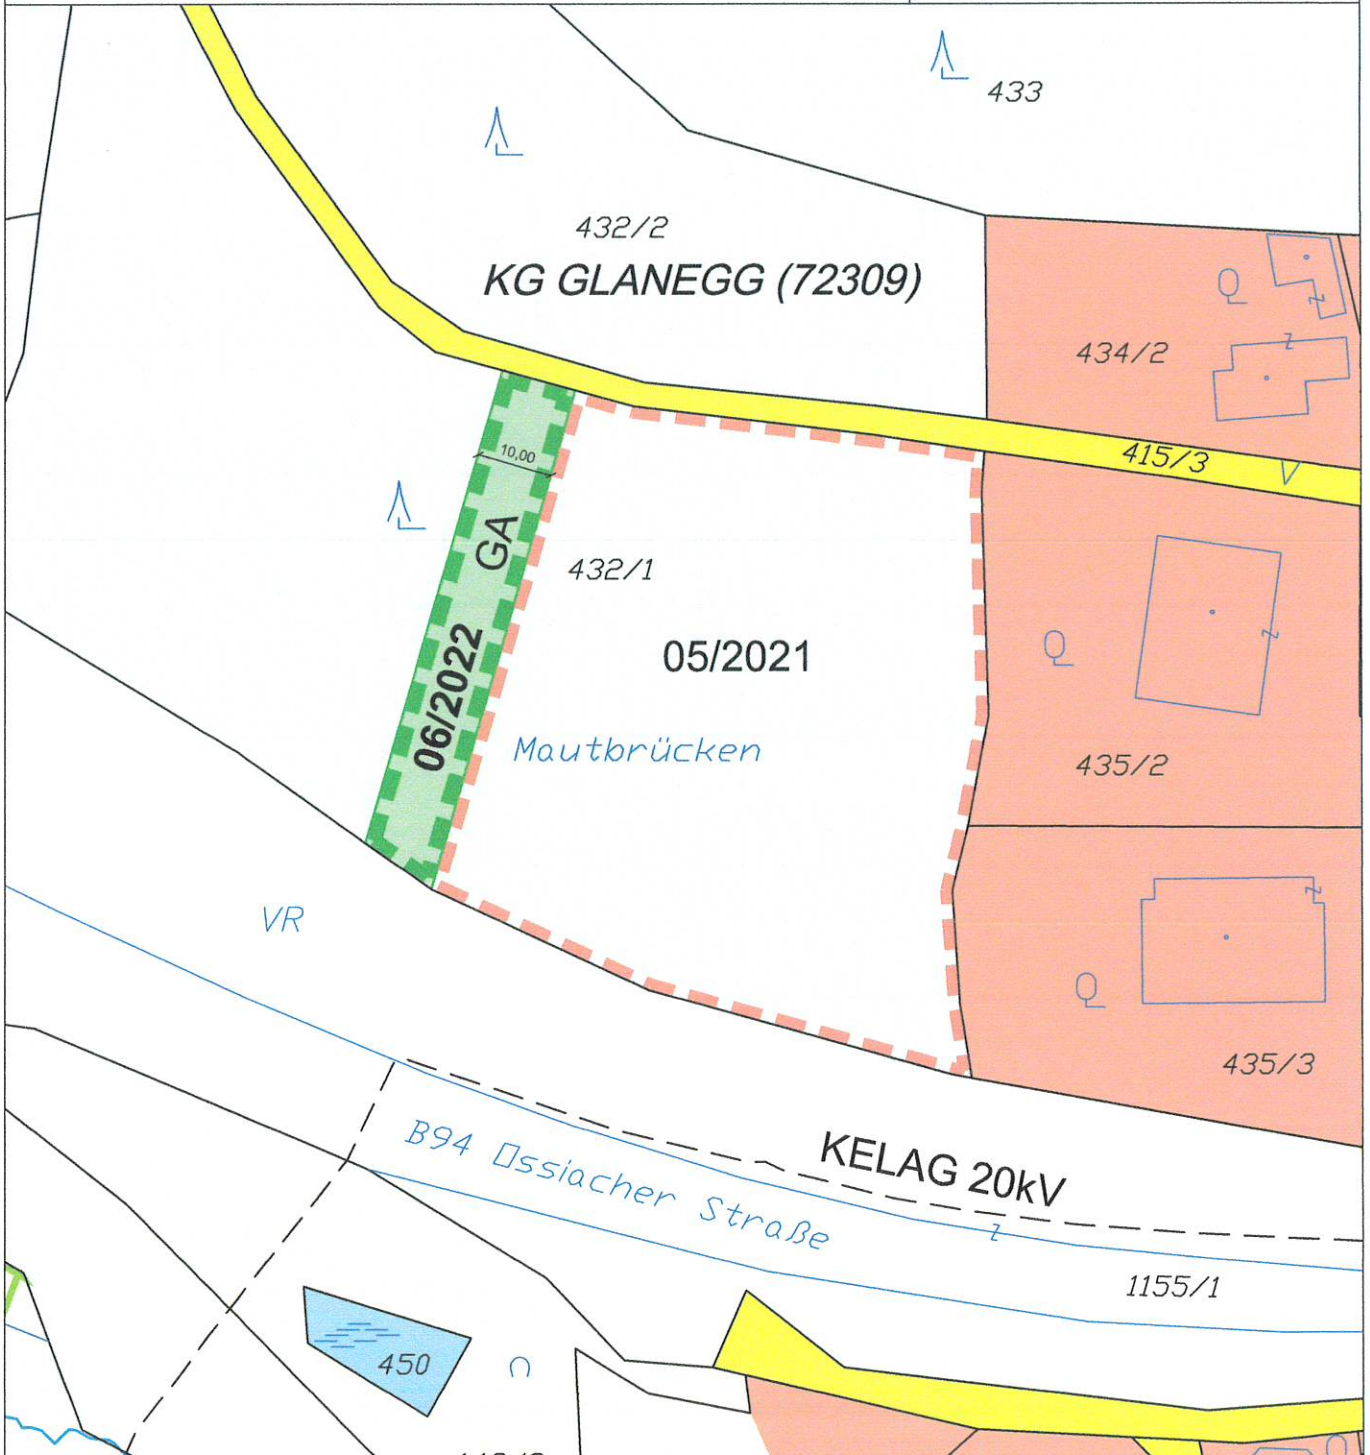 433
432/2
KG GLANEGG (72309)
434/2
415/3
10,00
GA
432/1
06/2022
05/2021
Mautbrücken
435/2
VR
435/3
B94 Ossiacher Straße
KELAG 20kV
1155/1
450